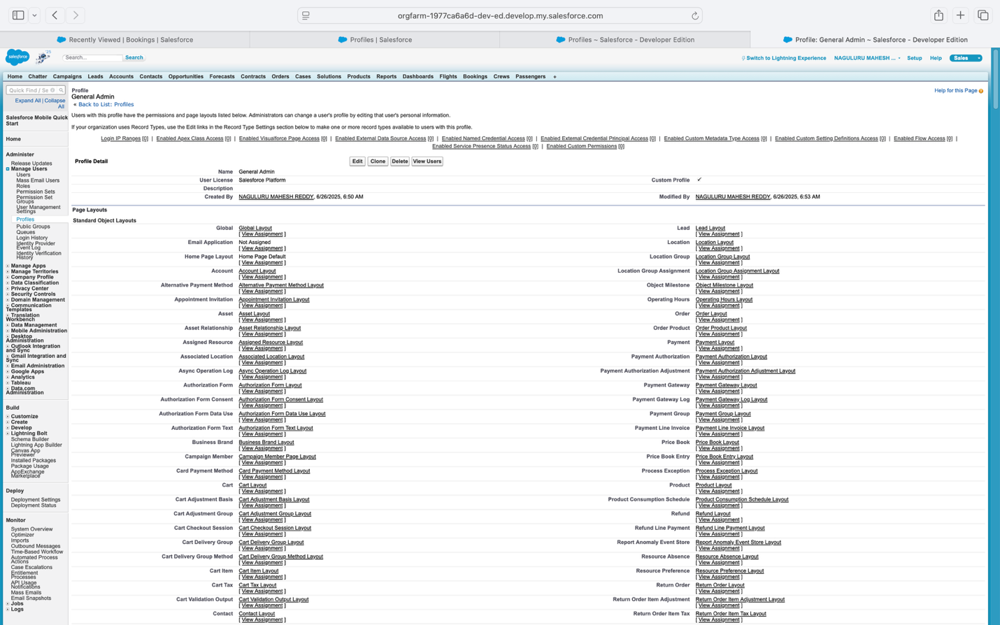 orgfarm-1977ca6a6d-dev-ed.develop.my.salesforce.com
Recently Viewed | Bookings | Salesforce
Profiles | Salesforce
Profiles ~ Salesforce - Developer Edition
Profile: General Admin ~ Salesforce - Developer Edition
salesforce
'25
Search...
Search
Switch to Lightning Experience
NAGULURU MAHESH ...
Setup
Help
Sales
Home Chatter Campaigns Leads Accounts Contacts Opportunities Forecasts Contracts Orders Cases Solutions Products Reports Dashboards Flights Bookings Crews Passengers +
Quick Find / Se
Expand All | Collapse
All
Salesforce Mobile Quick
Start
Home
Administer
Release Updates
Manage Users
Users
Mass Email Users
Roles
Permission Sets
Permission Set
Groups
User Management
Settings
Profiles
Public Groups
Queues
Login History
Identity Provider
Event Log
Identity Verification
History
Manage Apps
Manage Territories
Company Profile
Data Classification
Privacy Center
Security Controls
Domain Management
Communication
Templates
Translation
Workbench
Data Management
Mobile Administration
Desktop
Administration
Outlook Integration
and Sync
Gmail Integration and
Sync
Email Administration
Google Apps
Analytics
Tableau
Data.com
Administration
Build
Customize
Create
Develop
Lightning Bolt
Schema Builder
Lightning App Builder
Canvas App
Previewer
Installed Packages
Package Usage
AppExchange
Marketplace
Deploy
Deployment Settings
Deployment Status
Monitor
System Overview
Optimizer
Imports
Outbound Messages
Time-Based Workflow
Automated Process
Actions
Case Escalations
Entitlement
Processes
API Usage
Notifications
Mass Emails
Email Snapshots
Jobs
Logs
Profile
General Admin
« Back to List: Profiles
Help for this Page
Users with this profile have the permissions and page layouts listed below. Administrators can change a user's profile by editing that user's personal information.
If your organization uses Record Types, use the Edit links in the Record Type Settings section below to make one or more record types available to users with this profile.
Login IP Ranges [0] | Enabled Apex Class Access [0] | Enabled Visualforce Page Access [0] | Enabled External Data Source Access [0] | Enabled Named Credential Access [0] | Enabled External Credential Principal Access [0] | Enabled Custom Metadata Type Access [0] | Enabled Custom Setting Definitions Access [0] | Enabled Flow Access [0] |
Enabled Service Presence Status Access [0] | Enabled Custom Permissions [0]
Profile Detail
Edit Clone Delete View Users
Name General Admin
User License Salesforce Platform Custom Profile ✓
Description
Created By NAGULURU MAHESH REDDY, 6/26/2025, 6:50 AM Modified By NAGULURU MAHESH REDDY, 6/26/2025, 6:53 AM
Page Layouts
Standard Object Layouts
Global Global Layout Lead Lead Layout
[ View Assignment ] [ View Assignment ]
Email Application Not Assigned Location Location Layout
[ View Assignment ] [ View Assignment ]
Home Page Layout Home Page Default Location Group Location Group Layout
[ View Assignment ] [ View Assignment ]
Account Account Layout Location Group Assignment Location Group Assignment Layout
[ View Assignment ] [ View Assignment ]
Alternative Payment Method Alternative Payment Method Layout Object Milestone Object Milestone Layout
[ View Assignment ] [ View Assignment ]
Appointment Invitation Appointment Invitation Layout Operating Hours Operating Hours Layout
[ View Assignment ] [ View Assignment ]
Asset Asset Layout Order Order Layout
[ View Assignment ] [ View Assignment ]
Asset Relationship Asset Relationship Layout Order Product Order Product Layout
[ View Assignment ] [ View Assignment ]
Assigned Resource Assigned Resource Layout Payment Payment Layout
[ View Assignment ] [ View Assignment ]
Associated Location Associated Location Layout Payment Authorization Payment Authorization Layout
[ View Assignment ] [ View Assignment ]
Async Operation Log Async Operation Log Layout Payment Authorization Adjustment Payment Authorization Adjustment Layout
[ View Assignment ] [ View Assignment ]
Authorization Form Authorization Form Layout Payment Gateway Payment Gateway Layout
[ View Assignment ] [ View Assignment ]
Authorization Form Consent Authorization Form Consent Layout Payment Gateway Log Payment Gateway Log Layout
[ View Assignment ] [ View Assignment ]
Authorization Form Data Use Authorization Form Data Use Layout Payment Group Payment Group Layout
[ View Assignment ] [ View Assignment ]
Authorization Form Text Authorization Form Text Layout Payment Line Invoice Payment Line Invoice Layout
[ View Assignment ] [ View Assignment ]
Business Brand Business Brand Layout Price Book Price Book Layout
[ View Assignment ] [ View Assignment ]
Campaign Member Campaign Member Page Layout Price Book Entry Price Book Entry Layout
[ View Assignment ] [ View Assignment ]
Card Payment Method Card Payment Method Layout Process Exception Process Exception Layout
[ View Assignment ] [ View Assignment ]
Cart Cart Layout Product Product Layout
[ View Assignment ] [ View Assignment ]
Cart Adjustment Basis Cart Adjustment Basis Layout Product Consumption Schedule Product Consumption Schedule Layout
[ View Assignment ] [ View Assignment ]
Cart Adjustment Group Cart Adjustment Group Layout Refund Refund Layout
[ View Assignment ] [ View Assignment ]
Cart Checkout Session Cart Checkout Session Layout Refund Line Payment Refund Line Payment Layout
[ View Assignment ] [ View Assignment ]
Cart Delivery Group Cart Delivery Group Layout Report Anomaly Event Store Report Anomaly Event Store Layout
[ View Assignment ] [ View Assignment ]
Cart Delivery Group Method Cart Delivery Group Method Layout Resource Absence Resource Absence Layout
[ View Assignment ] [ View Assignment ]
Cart Item Cart Item Layout Resource Preference Resource Preference Layout
[ View Assignment ] [ View Assignment ]
Cart Tax Cart Tax Layout Return Order Return Order Layout
[ View Assignment ] [ View Assignment ]
Cart Validation Output Cart Validation Output Layout Return Order Item Adjustment Return Order Item Adjustment Layout
[ View Assignment ] [ View Assignment ]
Contact Contact Layout Return Order Item Tax Return Order Item Tax Layout
[ View Assignment ] [ View Assignment ]